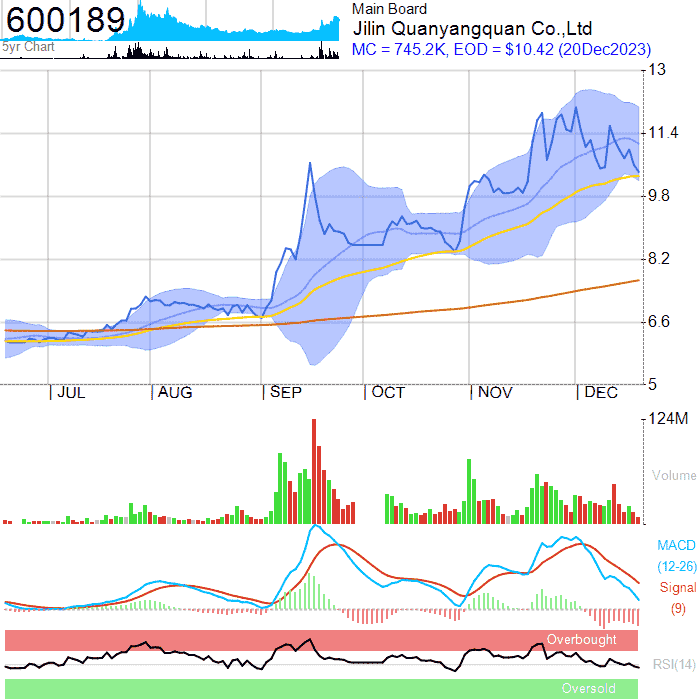 600189
5yr Chart
Main Board
Jilin Quanyangquan Co.,Ltd
MC = 745.2K, EOD = $10.42 (20Dec2023)
13
11.4
9.8
8.2
6.6
5
JUL AUG SEP OCT NOV DEC
124M
Volume
MACD
(12-26)
Signal
(9)
Overbought
RSI(14)
Oversold